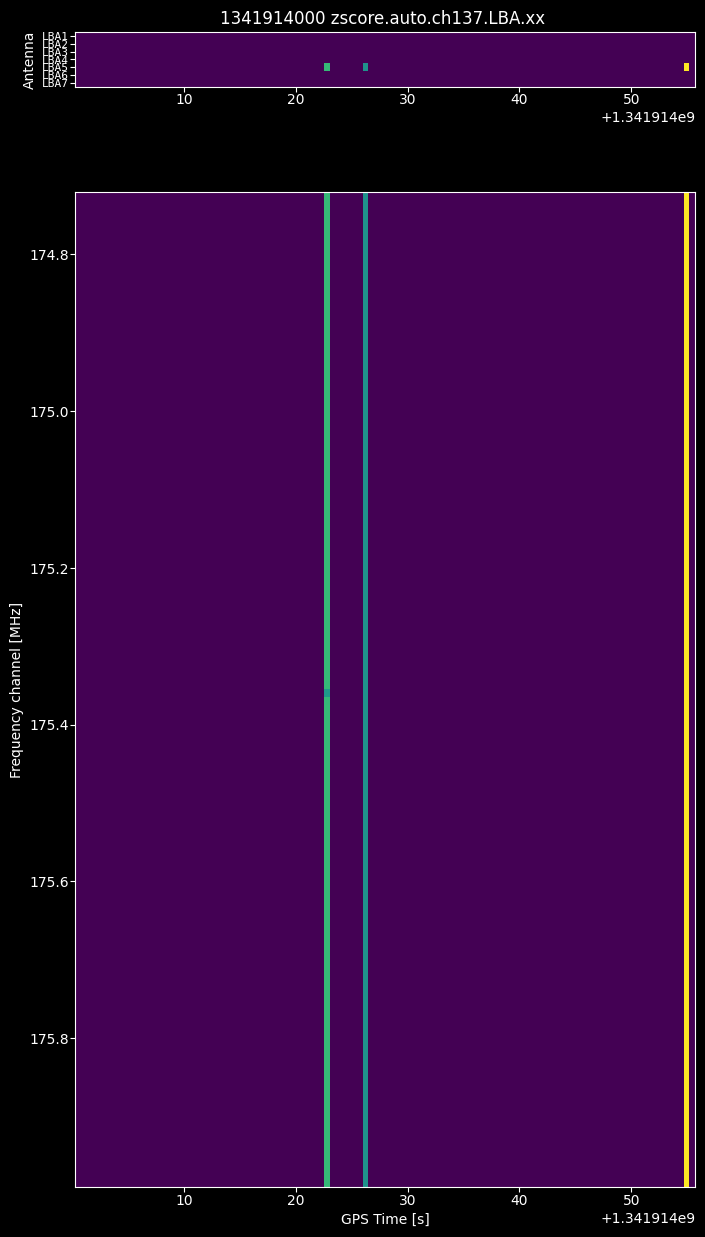 1341914000 zscore.auto.ch137.LBA.xx
Antenna
LBA1
LBA2
LBA3
LBA4
LBA5
LBA6
LBA7
10 20 30 40 50
+1.341914e9
Frequency channel [MHz]
174.8
175.0
175.2
175.4
175.6
175.8
10 20 30 40 50
GPS Time [s]
+1.341914e9